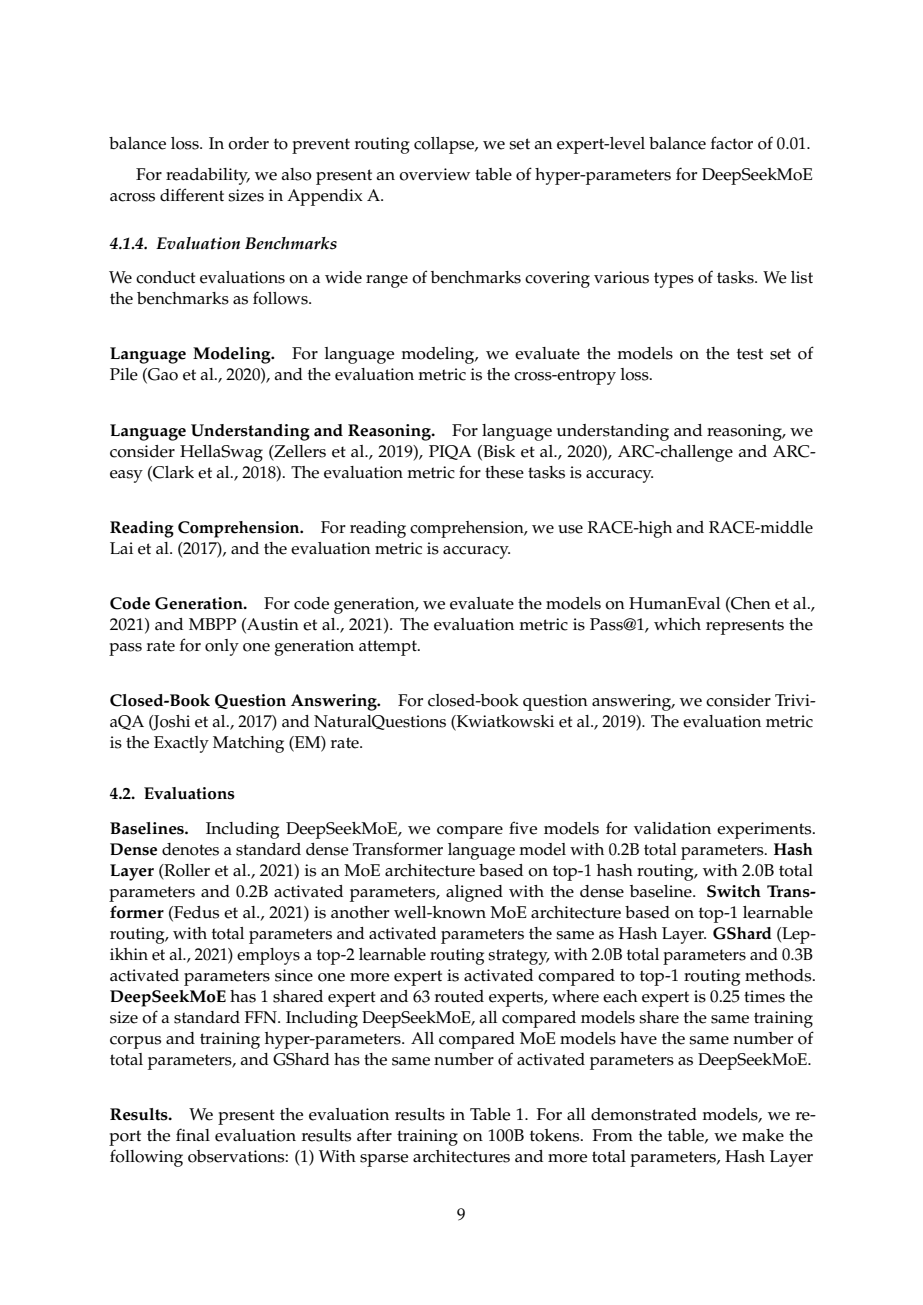 balance loss. In order to prevent routing collapse, we set an expert-level balance factor of 0.01.
For readability, we also present an overview table of hyper-parameters for DeepSeekMoE
across different sizes in Appendix A.
4.1.4. Evaluation Benchmarks
We conduct evaluations on a wide range of benchmarks covering various types of tasks. We list
the benchmarks as follows.
Language Modeling. For language modeling, we evaluate the models on the test set of
Pile (Gao et al., 2020), and the evaluation metric is the cross-entropy loss.
Language Understanding and Reasoning. For language understanding and reasoning, we
consider HellaSwag (Zellers et al., 2019), PIQA (Bisk et al., 2020), ARC-challenge and ARC-
easy (Clark et al., 2018). The evaluation metric for these tasks is accuracy.
Reading Comprehension. For reading comprehension, we use RACE-high and RACE-middle
Lai et al. (2017), and the evaluation metric is accuracy.
Code Generation. For code generation, we evaluate the models on HumanEval (Chen et al.,
2021) and MBPP (Austin et al., 2021). The evaluation metric is Pass@1, which represents the
pass rate for only one generation attempt.
Closed-Book Question Answering. For closed-book question answering, we consider Trivi-
aQA (Joshi et al., 2017) and NaturalQuestions (Kwiatkowski et al., 2019). The evaluation metric
is the Exactly Matching (EM) rate.
4.2. Evaluations
Baselines. Including DeepSeekMoE, we compare five models for validation experiments.
Dense denotes a standard dense Transformer language model with 0.2B total parameters. Hash
Layer (Roller et al., 2021) is an MoE architecture based on top-1 hash routing, with 2.0B total
parameters and 0.2B activated parameters, aligned with the dense baseline. Switch Trans-
former (Fedus et al., 2021) is another well-known MoE architecture based on top-1 learnable
routing, with total parameters and activated parameters the same as Hash Layer. GShard (Lep-
ikhin et al., 2021) employs a top-2 learnable routing strategy, with 2.0B total parameters and 0.3B
activated parameters since one more expert is activated compared to top-1 routing methods.
DeepSeekMoE has 1 shared expert and 63 routed experts, where each expert is 0.25 times the
size of a standard FFN. Including DeepSeekMoE, all compared models share the same training
corpus and training hyper-parameters. All compared MoE models have the same number of
total parameters, and GShard has the same number of activated parameters as DeepSeekMoE.
Results. We present the evaluation results in Table 1. For all demonstrated models, we re-
port the final evaluation results after training on 100B tokens. From the table, we make the
following observations: (1) With sparse architectures and more total parameters, Hash Layer
9